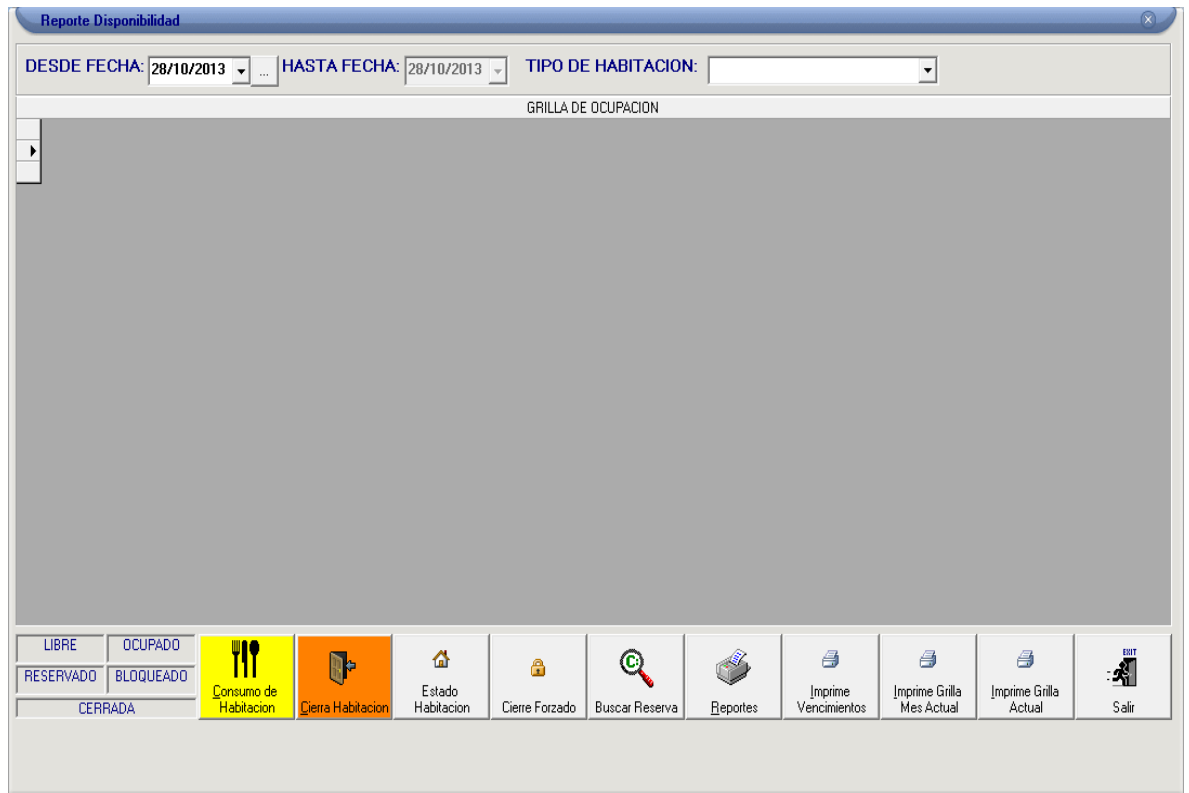 Reporte Disponibilidad
DESDE FECHA: 28/10/2013 ... HASTA FECHA: 28/10/2013 TIPO DE HABITACION:
GRILLA DE OCUPACION
LIBRE OCUPADO
RESERVADO BLOQUEADO
CERRADA
Consumo de
Habitacion
Cierra Habitacion
Estado
Habitacion
Cierre Forzado
C:
Buscar Reserva
Reportes
Imprime
Vencimientos
Imprime Grilla
Mes Actual
Imprime Grilla
Actual
EXIT
Salir